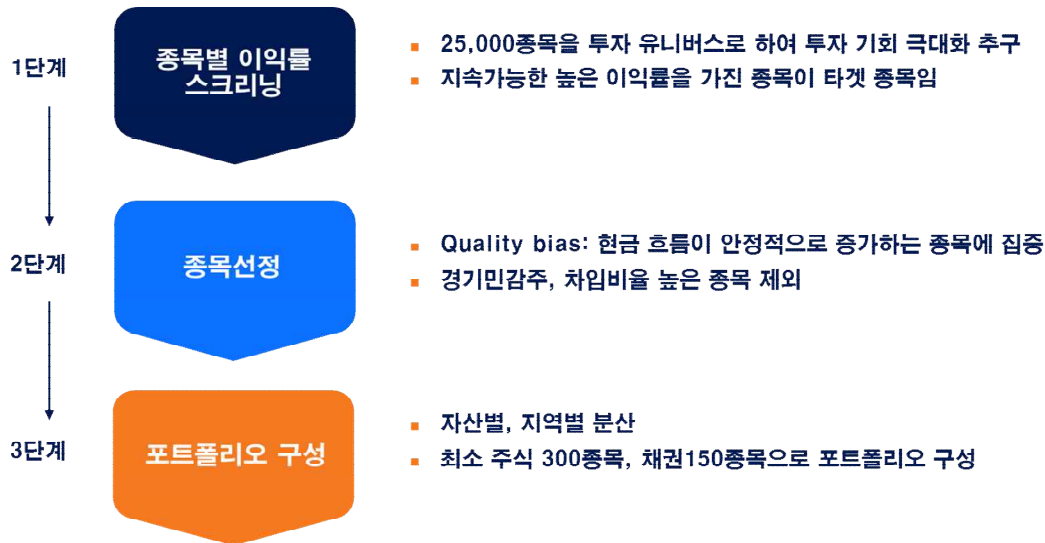 1단계
종목별 이익률
스크리닝
▪ 25,000종목을 투자 유니버스로 하여 투자 기회 극대화 추구
▪ 지속가능한 높은 이익률을 가진 종목이 타겟 종목임
2단계
종목선정
▪ Quality bias: 현금 흐름이 안정적으로 증가하는 종목에 집중
▪ 경기민감주, 차입비율 높은 종목 제외
3단계
포트폴리오 구성
▪ 자산별, 지역별 분산
▪ 최소 주식 300종목, 채권150종목으로 포트폴리오 구성